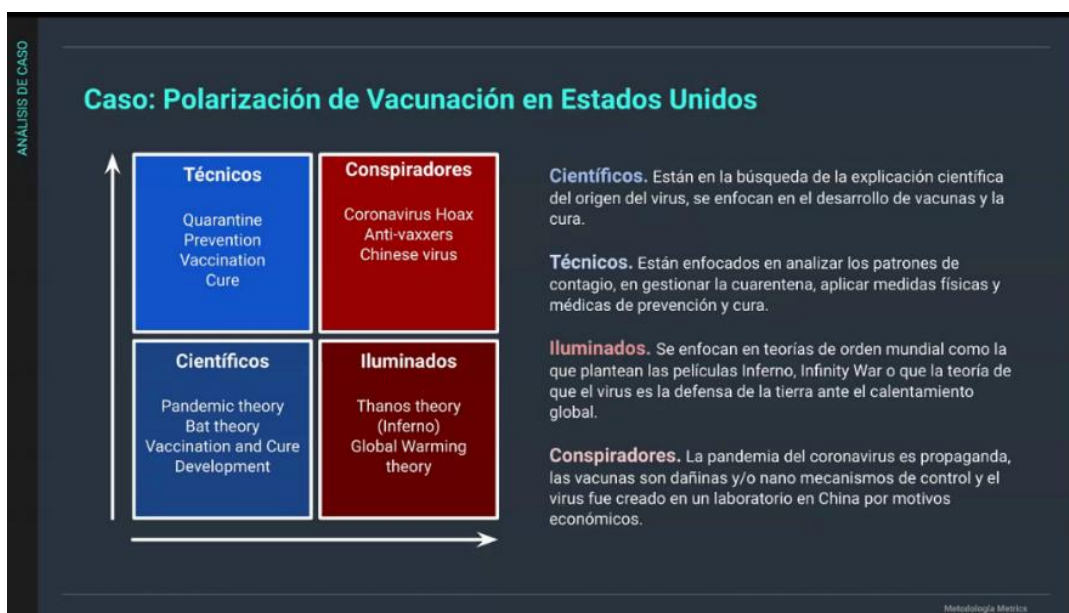 ANÁLISIS DE CASO
Caso: Polarización de Vacunación en Estados Unidos
Técnicos
Quarantine
Prevention
Vaccination
Cure
Conspiradores
Coronavirus Hoax
Anti-vaxxers
Chinese virus
Científicos
Pandemic theory
Bat theory
Vaccination and Cure
Development
Iluminados
Thanos theory
(Inferno)
Global Warming
theory
Científicos. Están en la búsqueda de la explicación científica
del origen del virus, se enfocan en el desarrollo de vacunas y la
cura.
Técnicos. Están enfocados en analizar los patrones de
contagio, en gestionar la cuarentena, aplicar medidas físicas y
médicas de prevención y cura.
Iluminados. Se enfocan en teorías de orden mundial como la
que plantean las películas Inferno, Infinity War o que la teoría de
que el virus es la defensa de la tierra ante el calentamiento
global.
Conspiradores. La pandemia del coronavirus es propaganda,
las vacunas son dañinas y/o nano mecanismos de control y el
virus fue creado en un laboratorio en China por motivos
económicos.
Metodología Metrics